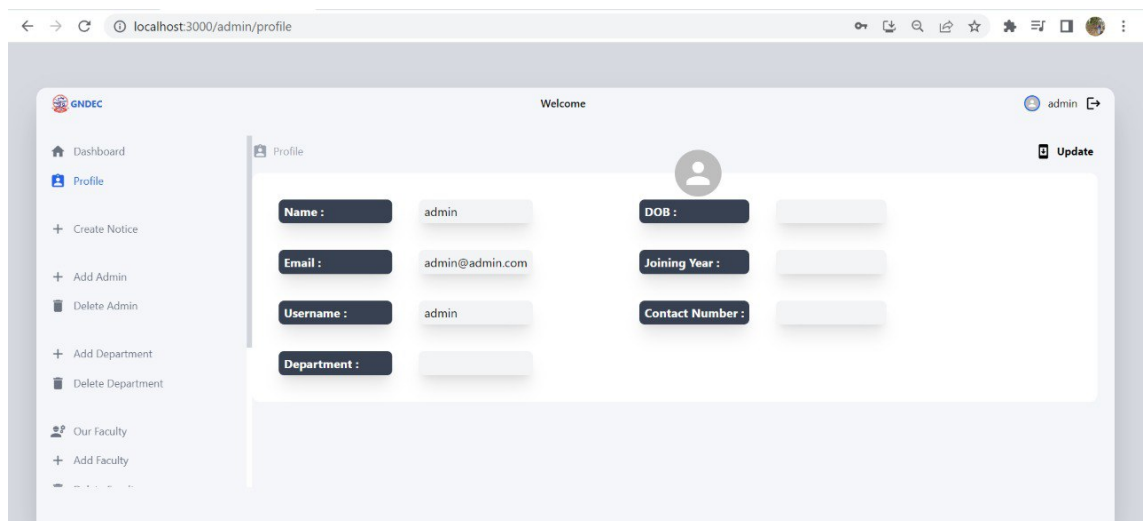 localhost:3000/admin/profile
GNDEC
Welcome
admin
Dashboard
Profile
Create Notice
Add Admin
Delete Admin
Add Department
Delete Department
Our Faculty
Add Faculty
Profile
Update
Name : admin
DOB :
Email : admin@admin.com
Joining Year :
Username : admin
Contact Number :
Department :